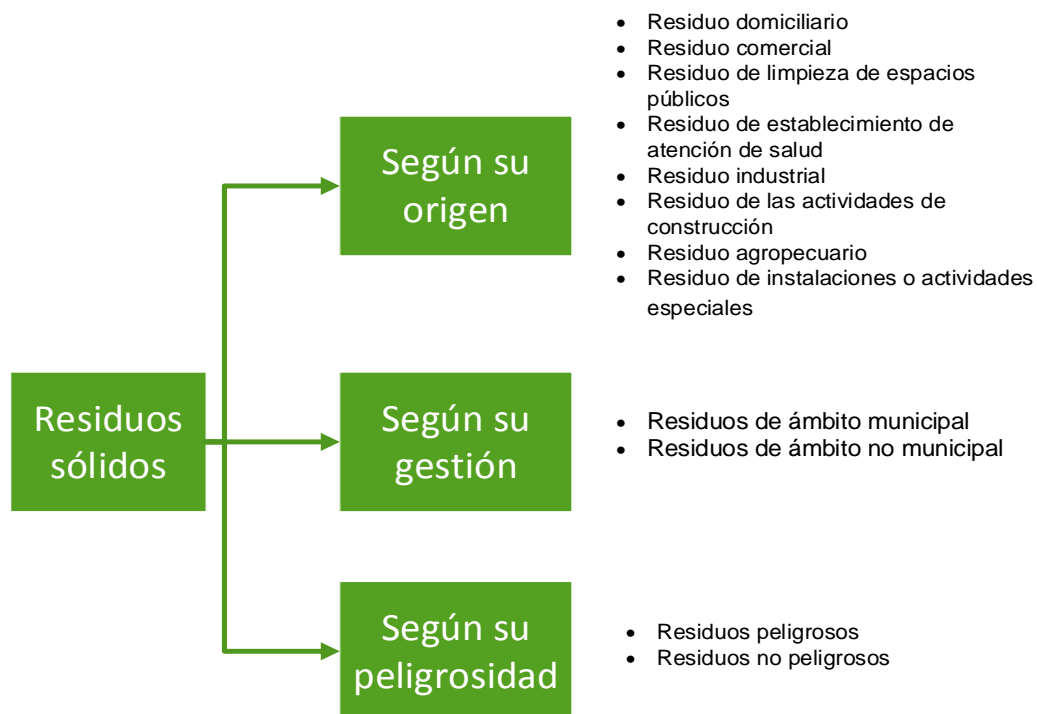 Residuos
sólidos
Según su
origen
• Residuo domiciliario
• Residuo comercial
• Residuo de limpieza de espacios
públicos
• Residuo de establecimiento de
atención de salud
• Residuo industrial
• Residuo de las actividades de
construcción
• Residuo agropecuario
• Residuo de instalaciones o actividades
especiales
Según su
gestión
• Residuos de ámbito municipal
• Residuos de ámbito no municipal
Según su
peligrosidad
• Residuos peligrosos
• Residuos no peligrosos